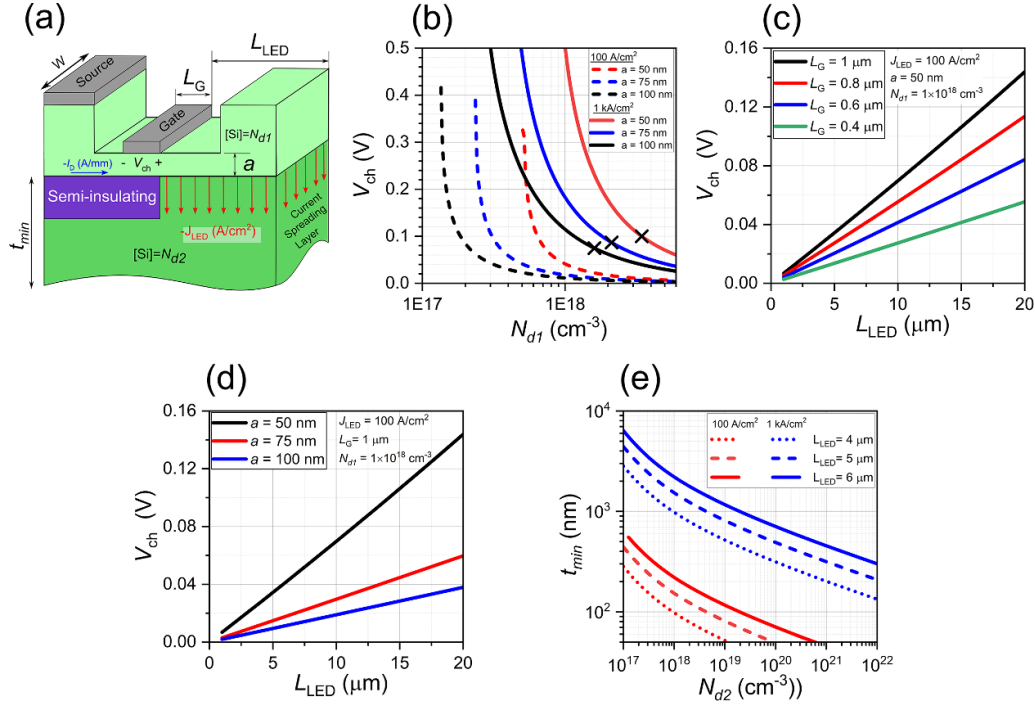 (a)
W
Source
L_G
L_LED
Gate
[Si]=N_d1
-I_D (A/mm)
- V_ch +
a
Semi-insulating
t_min
-J_LED (A/cm²)
Current
Spreading
Layer
[Si]=N_d2
(b)
0.5
0.4
0.3
0.2
0.1
0.0
V_ch (V)
100 A/cm²
a = 50 nm
a = 75 nm
a = 100 nm
1 kA/cm²
a = 50 nm
a = 75 nm
a = 100 nm
1E17
1E18
N_d1 (cm⁻³)
(c)
0.16
0.12
0.08
0.04
0.00
V_ch (V)
L_G = 1 μm
L_G = 0.8 μm
L_G = 0.6 μm
L_G = 0.4 μm
J_LED = 100 A/cm²
a = 50 nm
N_d1 = 1×10¹⁸ cm⁻³
0 5 10 15 20
L_LED (μm)
(d)
0.16
0.12
0.08
0.04
0.00
V_ch (V)
a = 50 nm
a = 75 nm
a = 100 nm
J_LED = 100 A/cm²
L_G= 1 μm
N_d1 = 1×10¹⁸ cm⁻³
0 5 10 15 20
L_LED (μm)
(e)
10⁴
10³
10²
t_min (nm)
100 A/cm² 1 kA/cm²
L_LED= 4 μm
L_LED= 5 μm
L_LED= 6 μm
10¹⁷ 10¹⁸ 10¹⁹ 10²⁰ 10²¹ 10²²
N_d2 (cm⁻³))